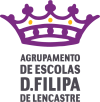 AGRUPAMENTO
DE ESCOLAS
D.FILIPA
DE LENCASTRE